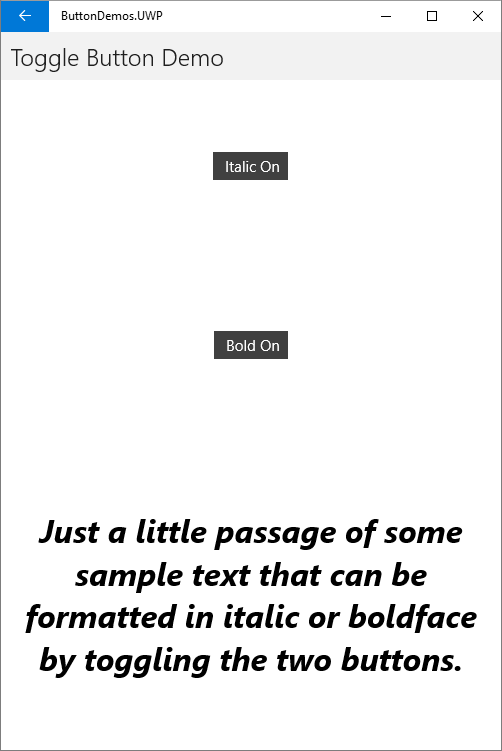 ButtonDemos.UWP
Toggle Button Demo
Italic On
Bold On
Just a little passage of some
sample text that can be
formatted in italic or boldface
by toggling the two buttons.